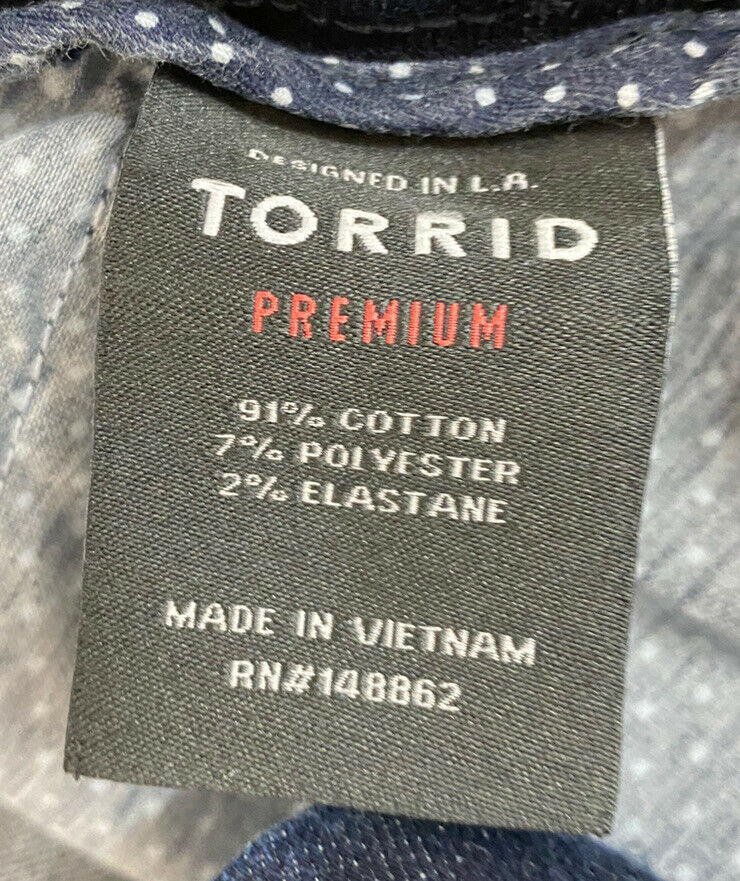 DESIGNED IN L.A.
TORRID
PREMIUM
91% COTTON
7% POLYESTER
2% ELASTANE
MADE IN VIETNAM
RN#148862